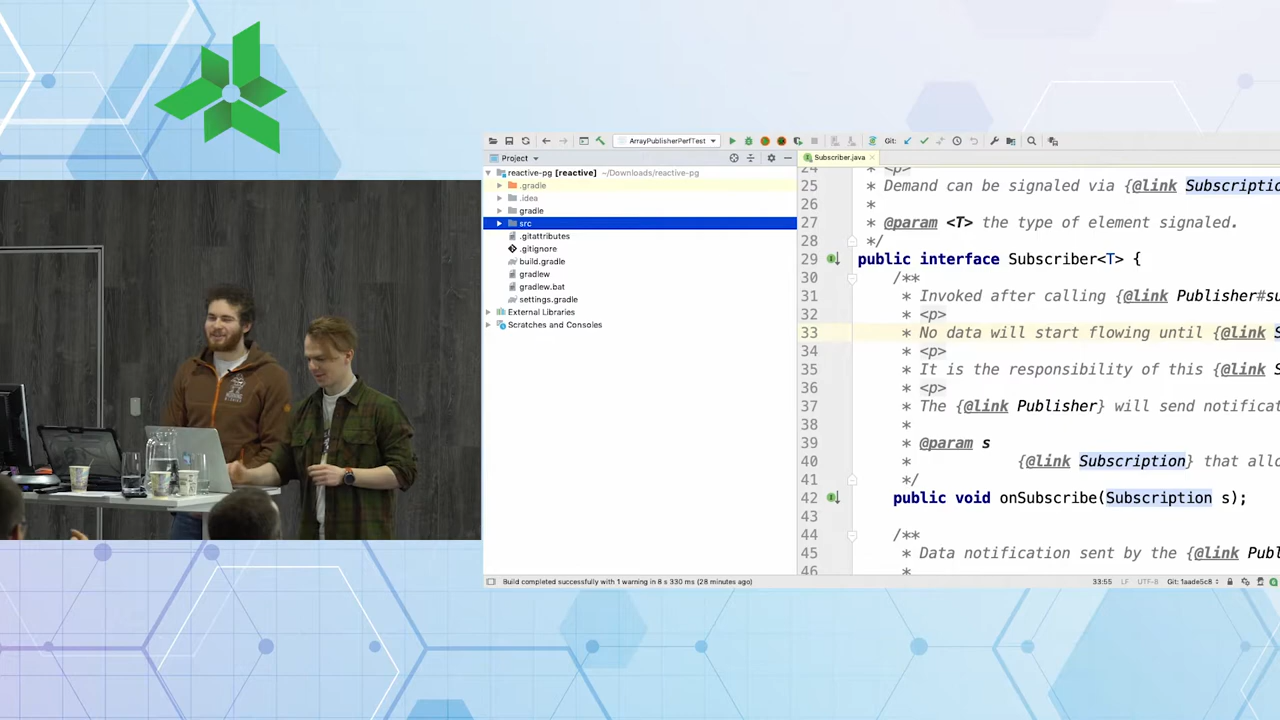 ArrayPublisherPerfTest
Git:
Project
Subscriber.java
reactive-pg [reactive] ~/Downloads/reactive-pg
.gradle
.idea
gradle
src
.gitattributes
.gitignore
build.gradle
gradlew
gradlew.bat
settings.gradle
External Libraries
Scratches and Consoles
24 * <p>
25 * Demand can be signaled via {@link Subscriptio
26 *
27 * @param <T> the type of element signaled.
28 */
29 public interface Subscriber<T> {
30 /**
31 * Invoked after calling {@link Publisher#su
32 * <p>
33 * No data will start flowing until {@link S
34 * <p>
35 * It is the responsibility of this {@link S
36 * <p>
37 * The {@link Publisher} will send notificat
38 *
39 * @param s
40 * {@link Subscription} that allo
41 */
42 public void onSubscribe(Subscription s);
43
44 /**
45 * Data notification sent by the {@link Publ
46 *
Build completed successfully with 1 warning in 8 s 330 ms (28 minutes ago)
33:55 LF UTF-8 Git: 1aade5c8